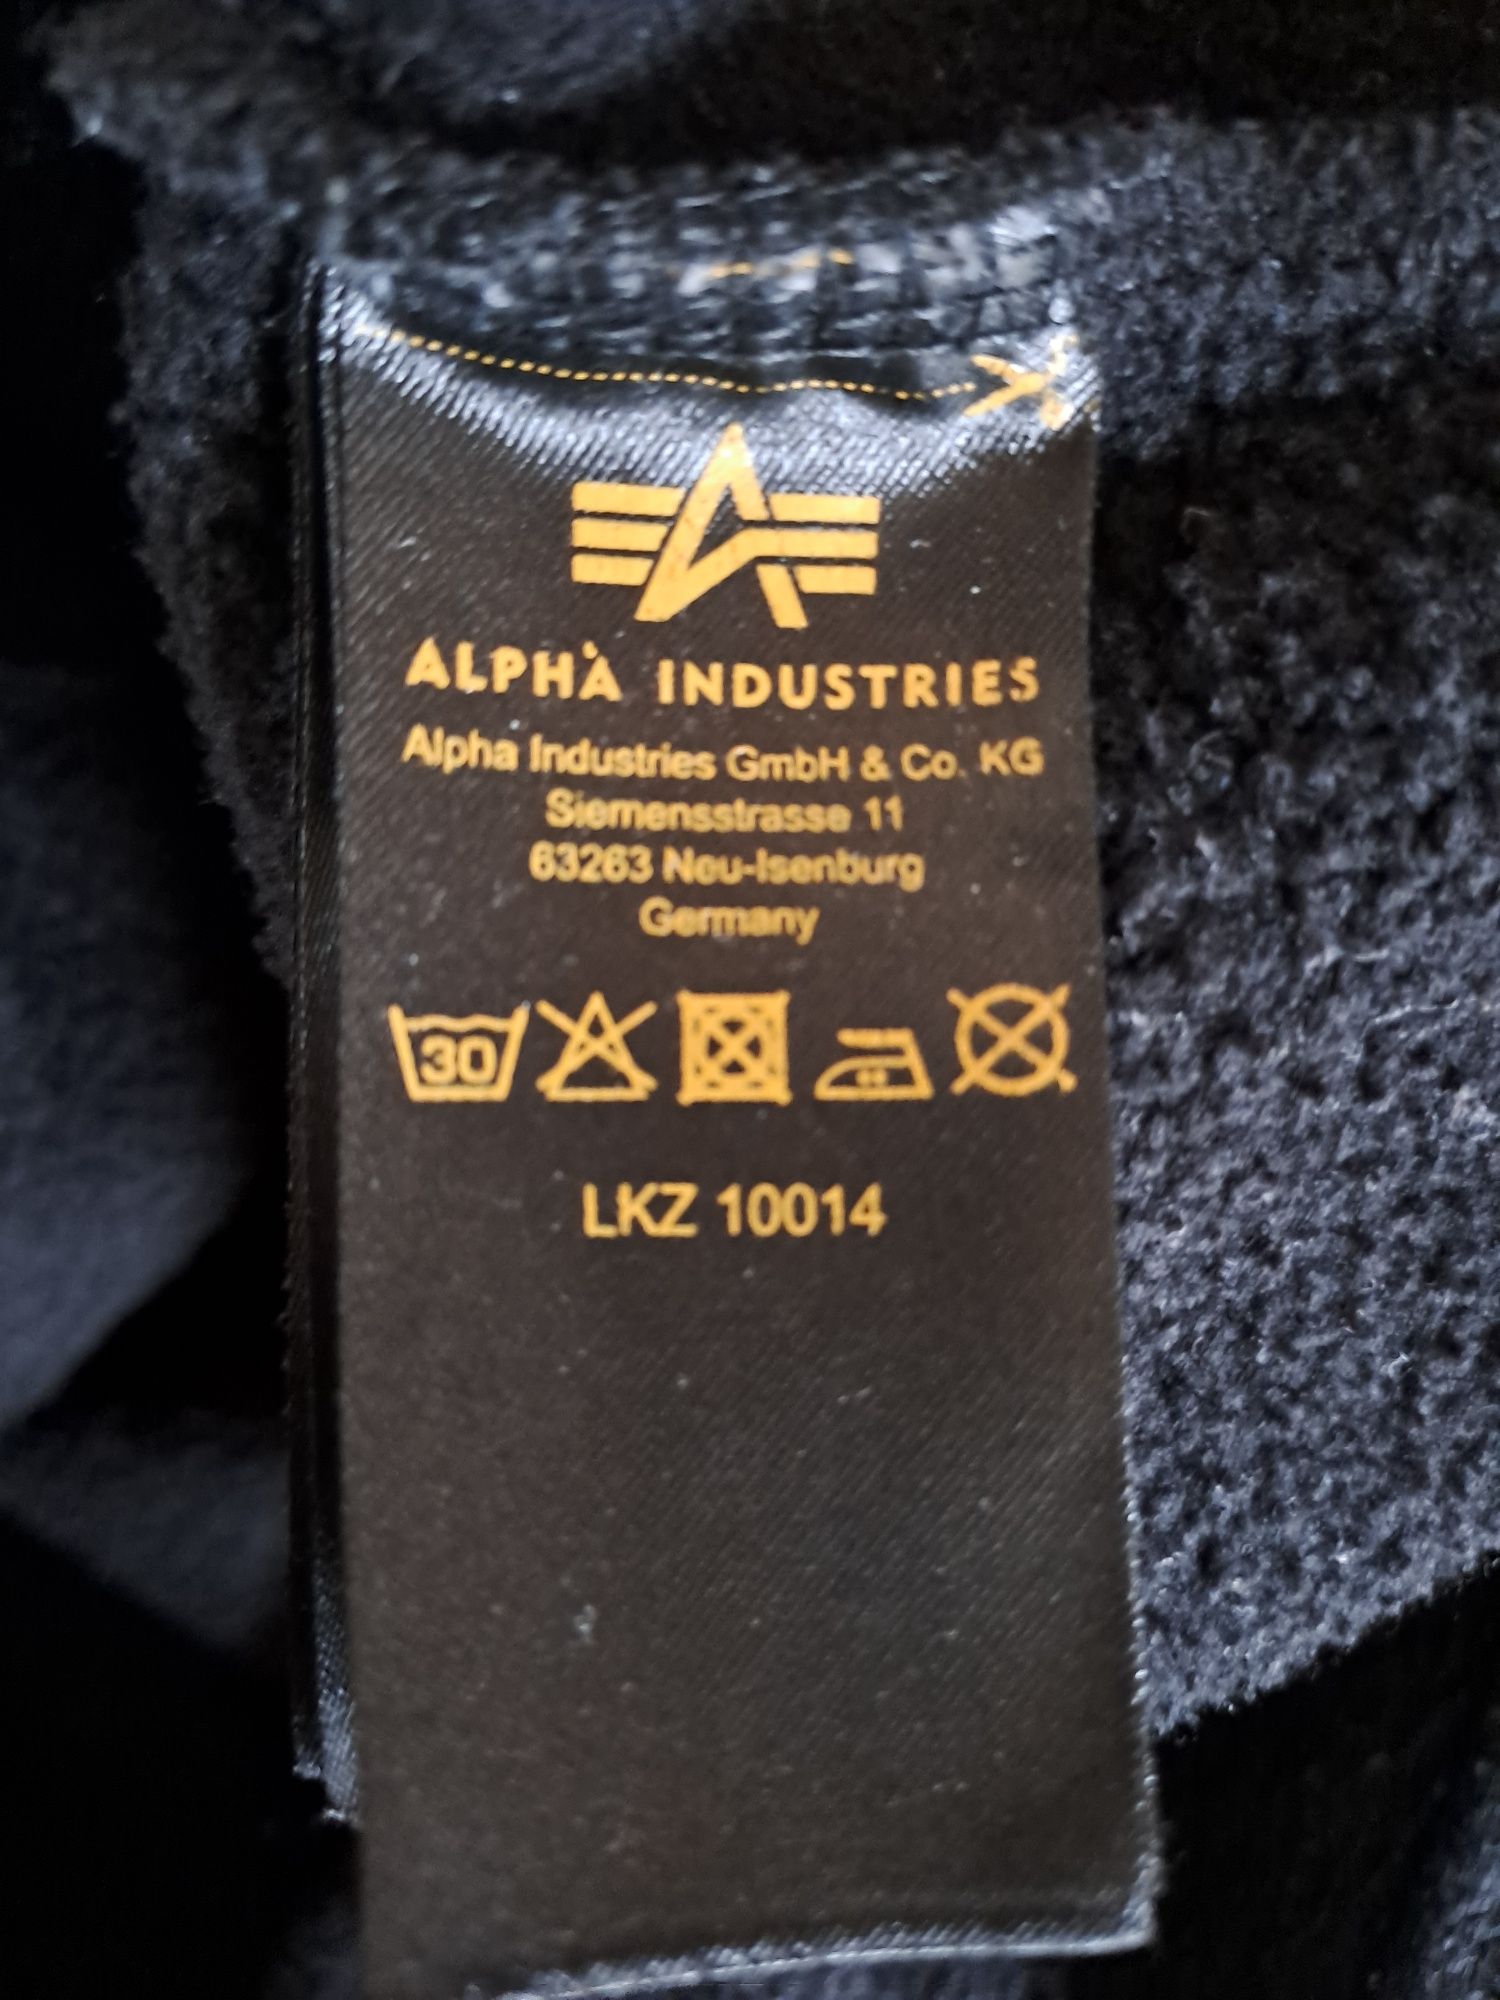 ALPHA INDUSTRIES
Alpha Industries GmbH & Co. KG
Siemensstrasse 11
63263 Neu-Isenburg
Germany
30
LKZ 10014